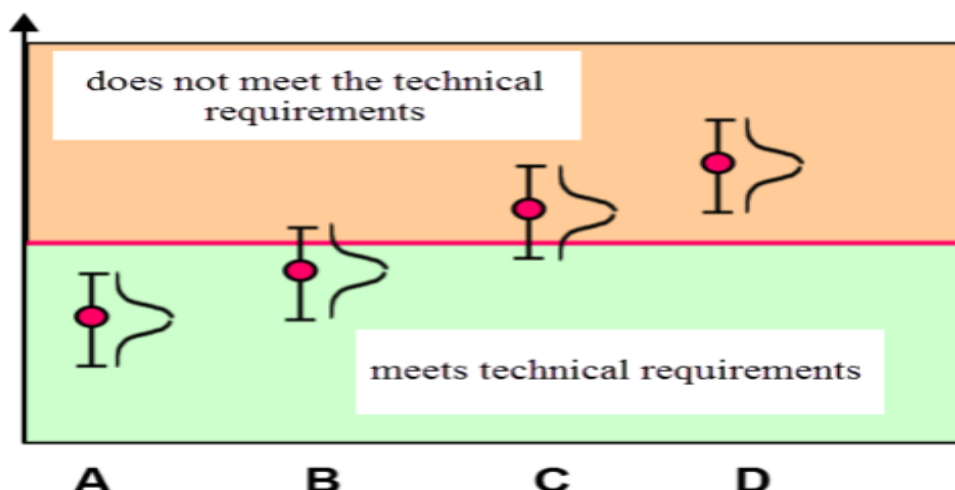 does not meet the technical
requirements
meets technical requirements
A B C D